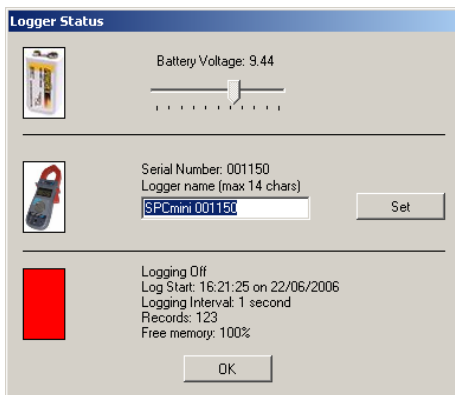 Logger Status
Battery Voltage: 9.44
Serial Number: 001150
Logger name (max 14 chars)
SPCmini 001150
Set
Logging Off
Log Start: 16:21:25 on 22/06/2006
Logging Interval: 1 second
Records: 123
Free memory: 100%
OK